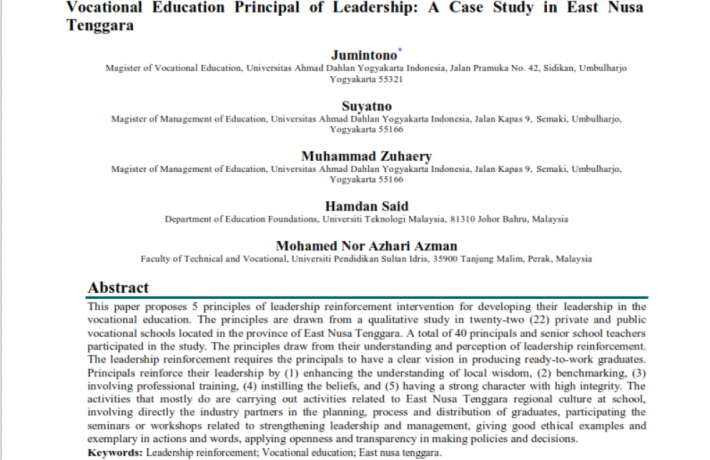 Vocational Education Principal of Leadership: A Case Study in East Nusa
Tenggara
Jumintono*
Magister of Vocational Education, Universitas Ahmad Dahlan Yogyakarta Indonesia, Jalan Pramuka No. 42, Sidikan, Umbulharjo
Yogyakarta 55321
Suyatno
Magister of Management of Education, Universitas Ahmad Dahlan Yogyakarta Indonesia, Jalan Kapas 9, Semaki, Umbulharjo,
Yogyakarta 55166
Muhammad Zuhaery
Magister of Management of Education, Universitas Ahmad Dahlan Yogyakarta Indonesia, Jalan Kapas 9, Semaki, Umbulharjo,
Yogyakarta 55166
Hamdan Said
Department of Education Foundations, Universiti Teknologi Malaysia, 81310 Johor Bahru, Malaysia
Mohamed Nor Azhari Azman
Faculty of Technical and Vocational, Universiti Pendidikan Sultan Idris, 35900 Tanjung Malim, Perak, Malaysia
Abstract
This paper proposes 5 principles of leadership reinforcement intervention for developing their leadership in the
vocational education. The principles are drawn from a qualitative study in twenty-two (22) private and public
vocational schools located in the province of East Nusa Tenggara. A total of 40 principals and senior school teachers
participated in the study. The principles draw from their understanding and perception of leadership reinforcement.
The leadership reinforcement requires the principals to have a clear vision in producing ready-to-work graduates.
Principals reinforce their leadership by (1) enhancing the understanding of local wisdom, (2) benchmarking, (3)
involving professional training, (4) instilling the beliefs, and (5) having a strong character with high integrity. The
activities that mostly do are carrying out activities related to East Nusa Tenggara regional culture at school,
involving directly the industry partners in the planning, process and distribution of graduates, participating the
seminars or workshops related to strengthening leadership and management, giving good ethical examples and
exemplary in actions and words, applying openness and transparency in making policies and decisions.
Keywords: Leadership reinforcement; Vocational education; East nusa tenggara.